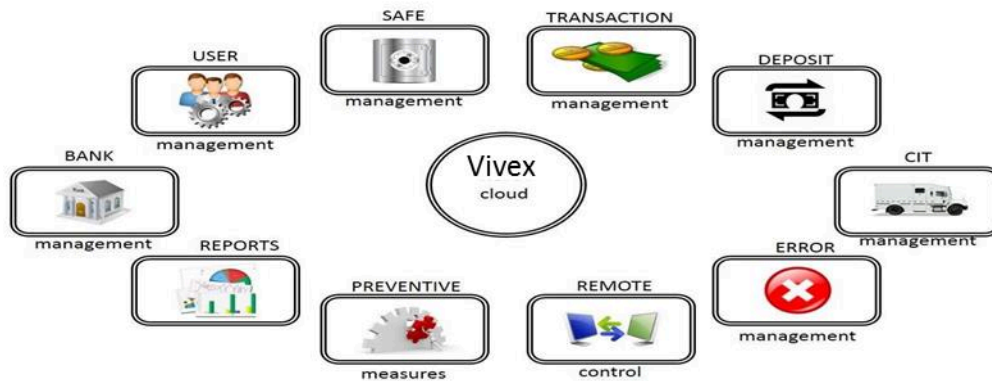 SAFE
management
TRANSACTION
management
USER
management
DEPOSIT
management
BANK
management
Vivex
cloud
CIT
management
REPORTS
PREVENTIVE
measures
REMOTE
control
ERROR
management